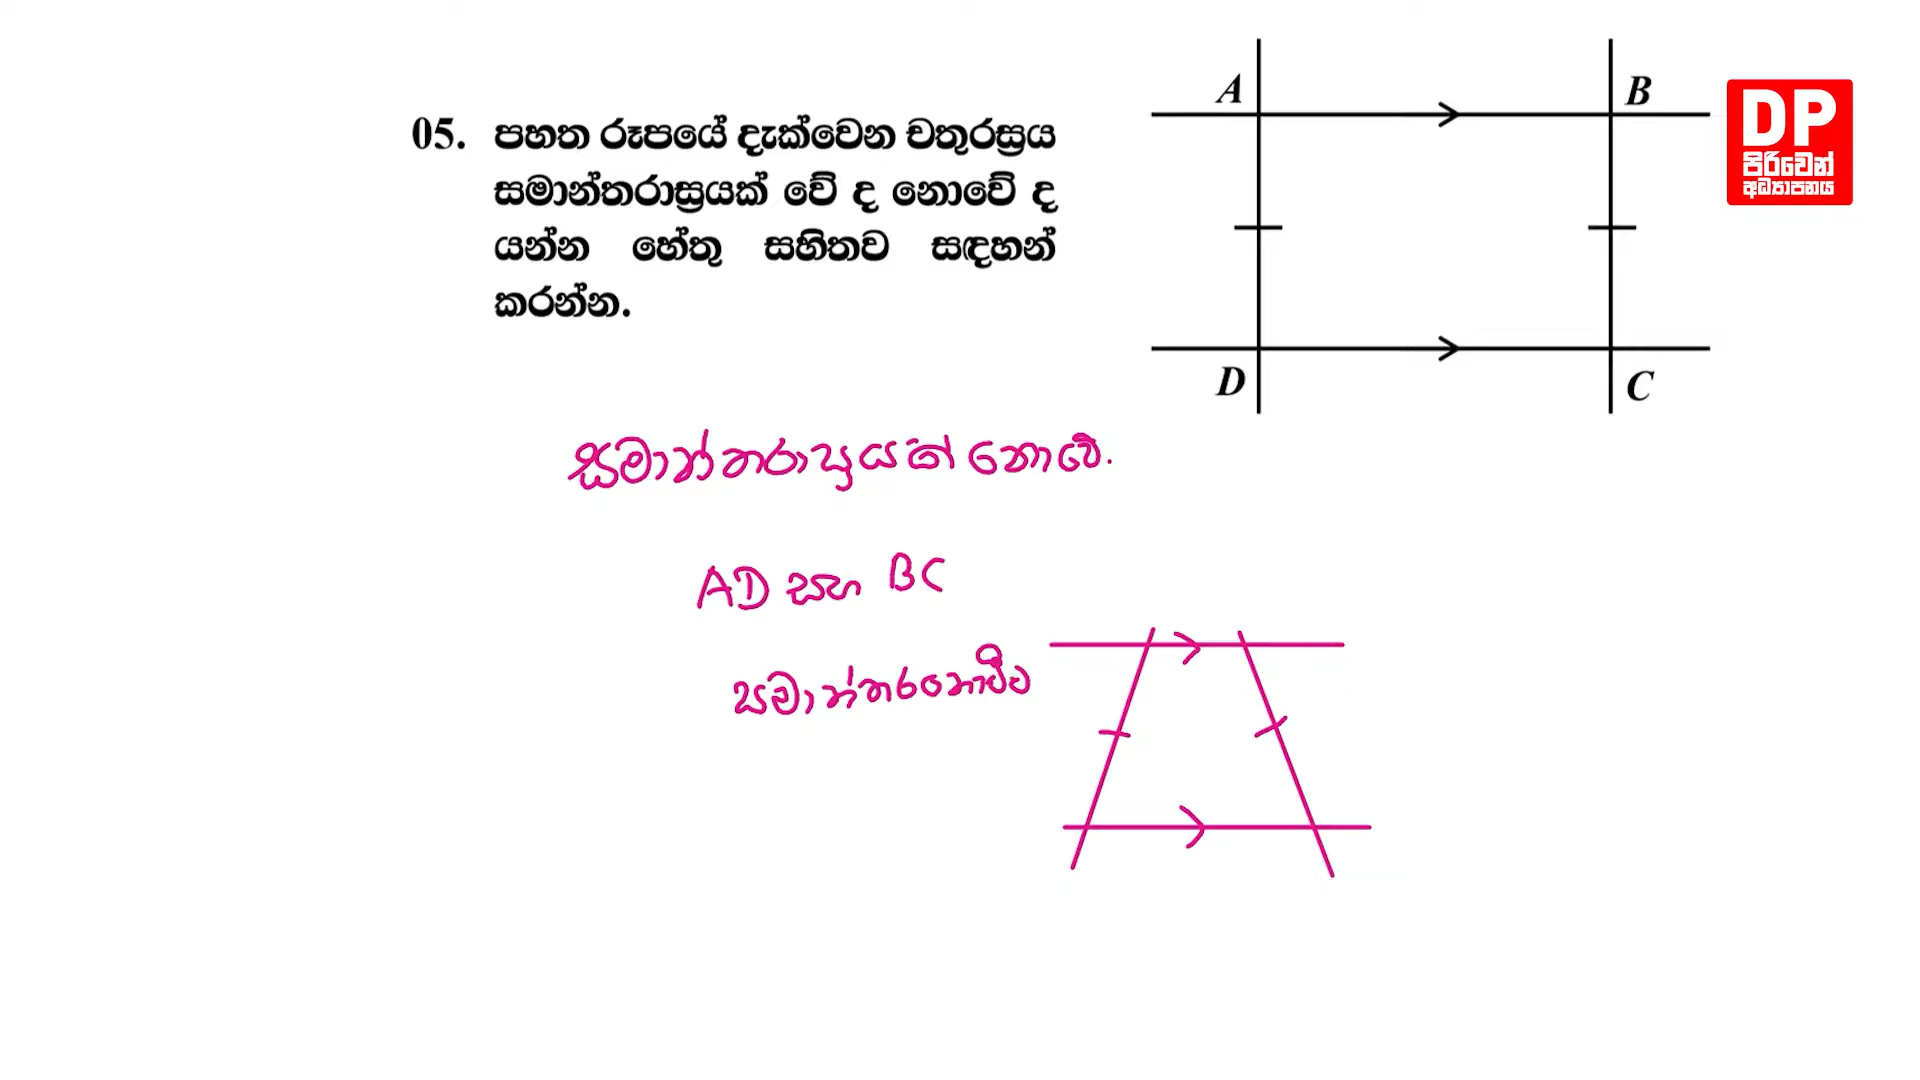 A
B
DP
පිරිවෙන්
අධ්‍යාපනය
05. පහත රූපයේ දැක්වෙන චතුරස්‍රය
සමාන්තරාස්‍රයක් වේ ද නොවේ ද
යන්න හේතු සහිතව සඳහන්
කරන්න.
D
C
සමාන්තරාස්‍රයක් නොවේ.
AD සහ BC
සමාන්තර